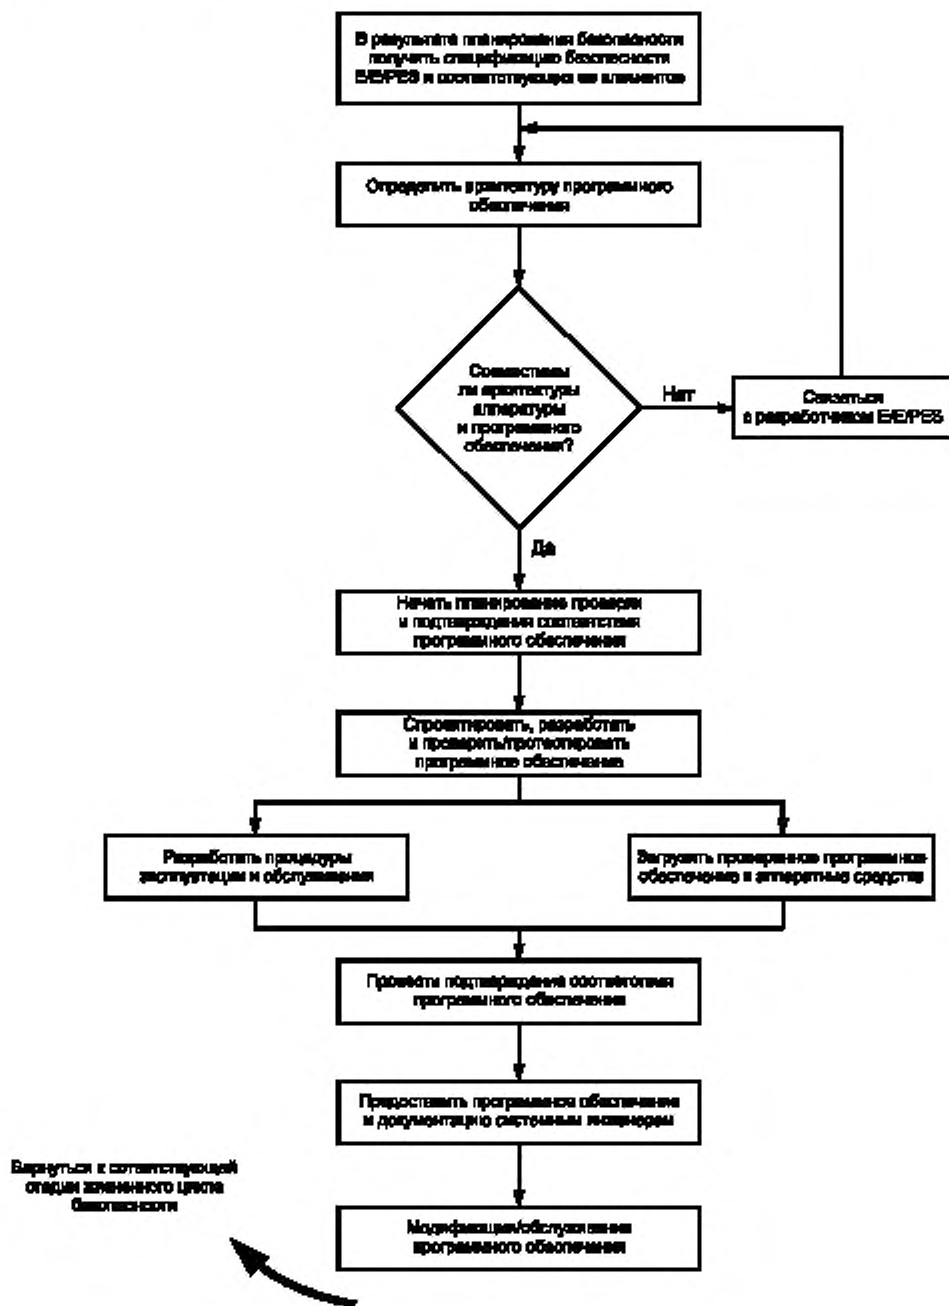 В результате планирования безопасности
получить спецификацию безопасности
E/E/PES и соответствующих ее элементов
Определить архитектуру программного
обеспечения
Совместимы
ли архитектуры
аппаратуры
и программного
обеспечения?
Нет
Связаться
с разработчиком E/E/PES
Да
Начать планирование проверки
и подтверждения соответствия
программного обеспечения
Спроектировать, разработать
и проверить/протестировать
программное обеспечение
Разработать процедуры
эксплуатации и обслуживания
Загрузить проверенное программное
обеспечение в аппаратные средства
Провести подтверждение соответствия
программного обеспечения
Предоставить программное обеспечение
и документацию системным инженерам
Вернуться к соответствующей
стадии жизненного цикла
безопасности
Модификация/обслуживание
программного обеспечения